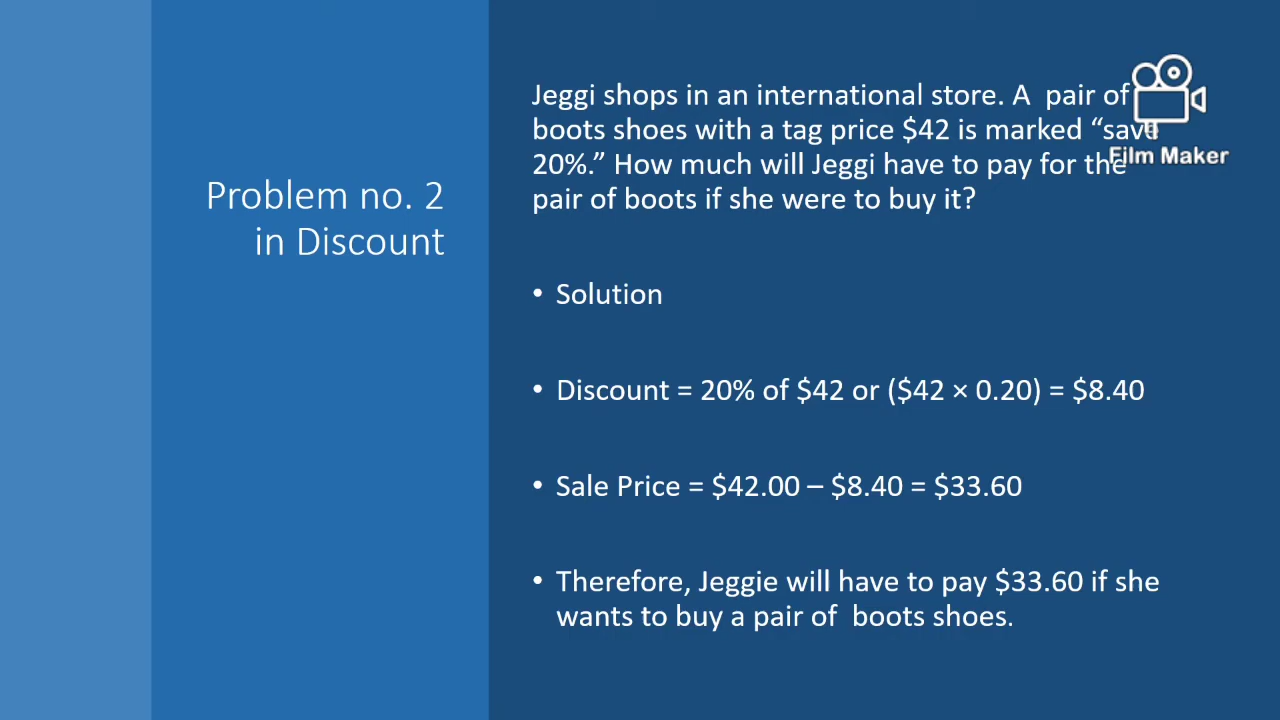 Problem no. 2
in Discount
Jeggi shops in an international store. A  pair of
boots shoes with a tag price $42 is marked “save
20%.” How much will Jeggi have to pay for the
pair of boots if she were to buy it?
• Solution
• Discount = 20% of $42 or ($42 × 0.20) = $8.40
• Sale Price = $42.00 – $8.40 = $33.60
• Therefore, Jeggie will have to pay $33.60 if she
wants to buy a pair of  boots shoes.
Film Maker